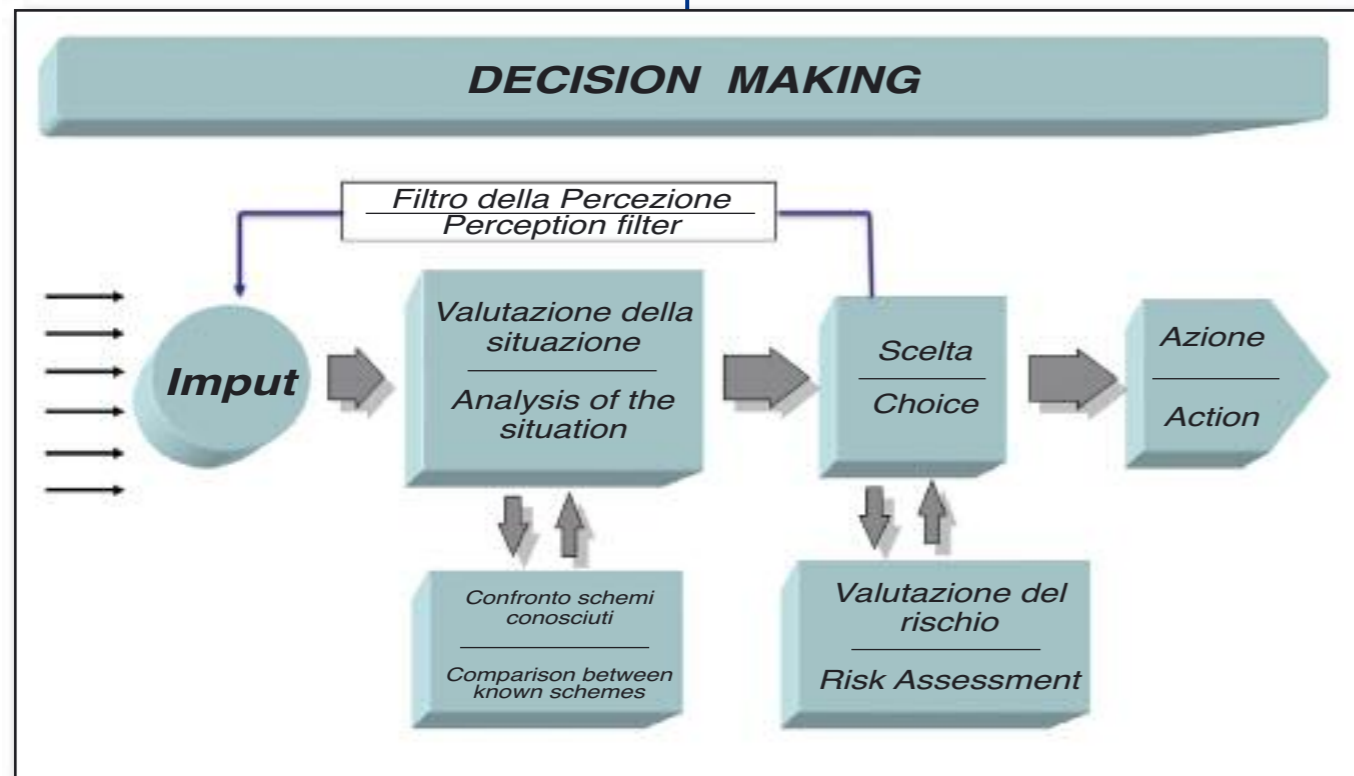 DECISION MAKING
Filtro della Percezione
Perception filter
Imput
Valutazione della
situazione
Analysis of the
situation
Scelta
Choice
Azione
Action
Confronto schemi
conosciuti
Comparison between
known schemes
Valutazione del
rischio
Risk Assessment